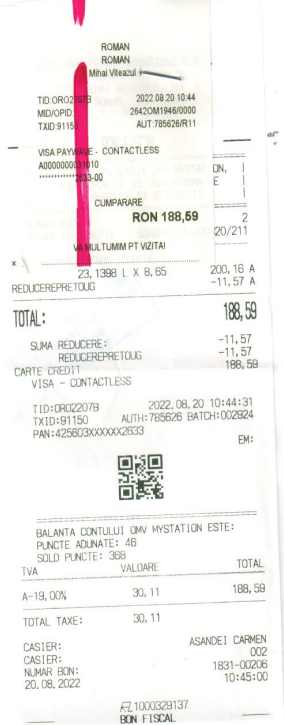 ROMAN
ROMAN
Mihai Viteazul
TID:ORO2207B 2022.08.20 10:44
MID/OPID: 2642OM1946/0000
TXID:91150 AUT:785626/R11
VISA PAYWAVE - CONTACTLESS
A0000000031010
************2633-00
CUMPARARE
RON 188,59
VA MULTUMIM PT VIZITA!
ON,
E
2
20/211
x
23,1398 L X 8,65 200,16 A
REDUCEREPRETOUG -11,57 A
TOTAL: 188,59
SUMA REDUCERE: -11,57
REDUCEREPRETOUG -11,57
CARTE CREDIT 188,59
VISA - CONTACTLESS
TID:ORO2207B 2022.08.20 10:44:31
TXID:91150 AUTH:785626 BATCH:002924
PAN:425603XXXXXX2633
EM:
BALANTA CONTULUI OMV MYSTATION ESTE:
PUNCTE ADUNATE: 46
SOLD PUNCTE: 368
TVA VALOARE TOTAL
A-19,00% 30,11 188,59
TOTAL TAXE: 30,11
CASIER: ASANDEI CARMEN
CASIER: 002
NUMAR BON: 1831-00206
20.08.2022 10:45:00
1000329137
BON FISCAL